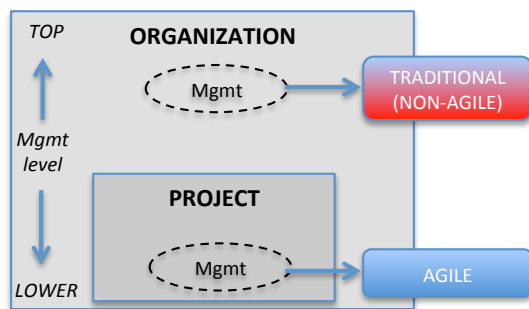 TOP
ORGANIZATION
Mgmt
TRADITIONAL
(NON-AGILE)
Mgmt
level
PROJECT
Mgmt
LOWER
AGILE